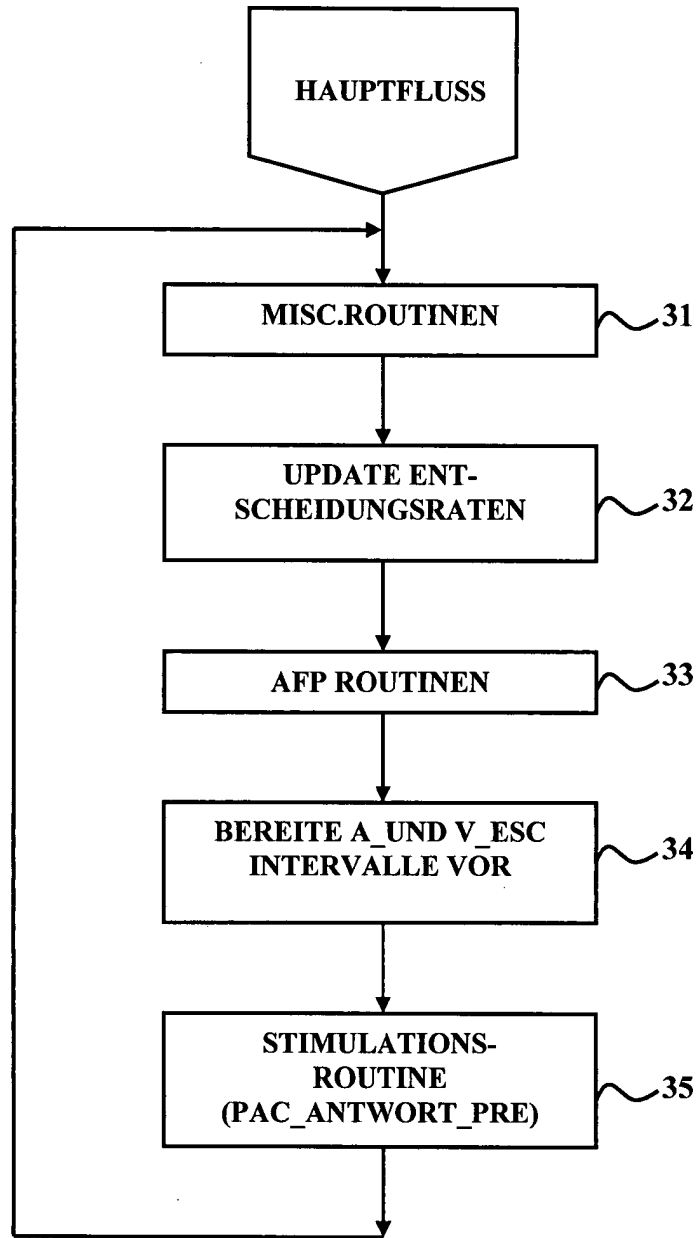 HAUPTFLUSS
MISC.ROUTINEN
31
UPDATE ENT-
SCHEIDUNGSRATEN
32
AFP ROUTINEN
33
BEREITE A_UND V_ESC
INTERVALLE VOR
34
STIMULATIONS-
ROUTINE
(PAC_ANTWORT_PRE)
35